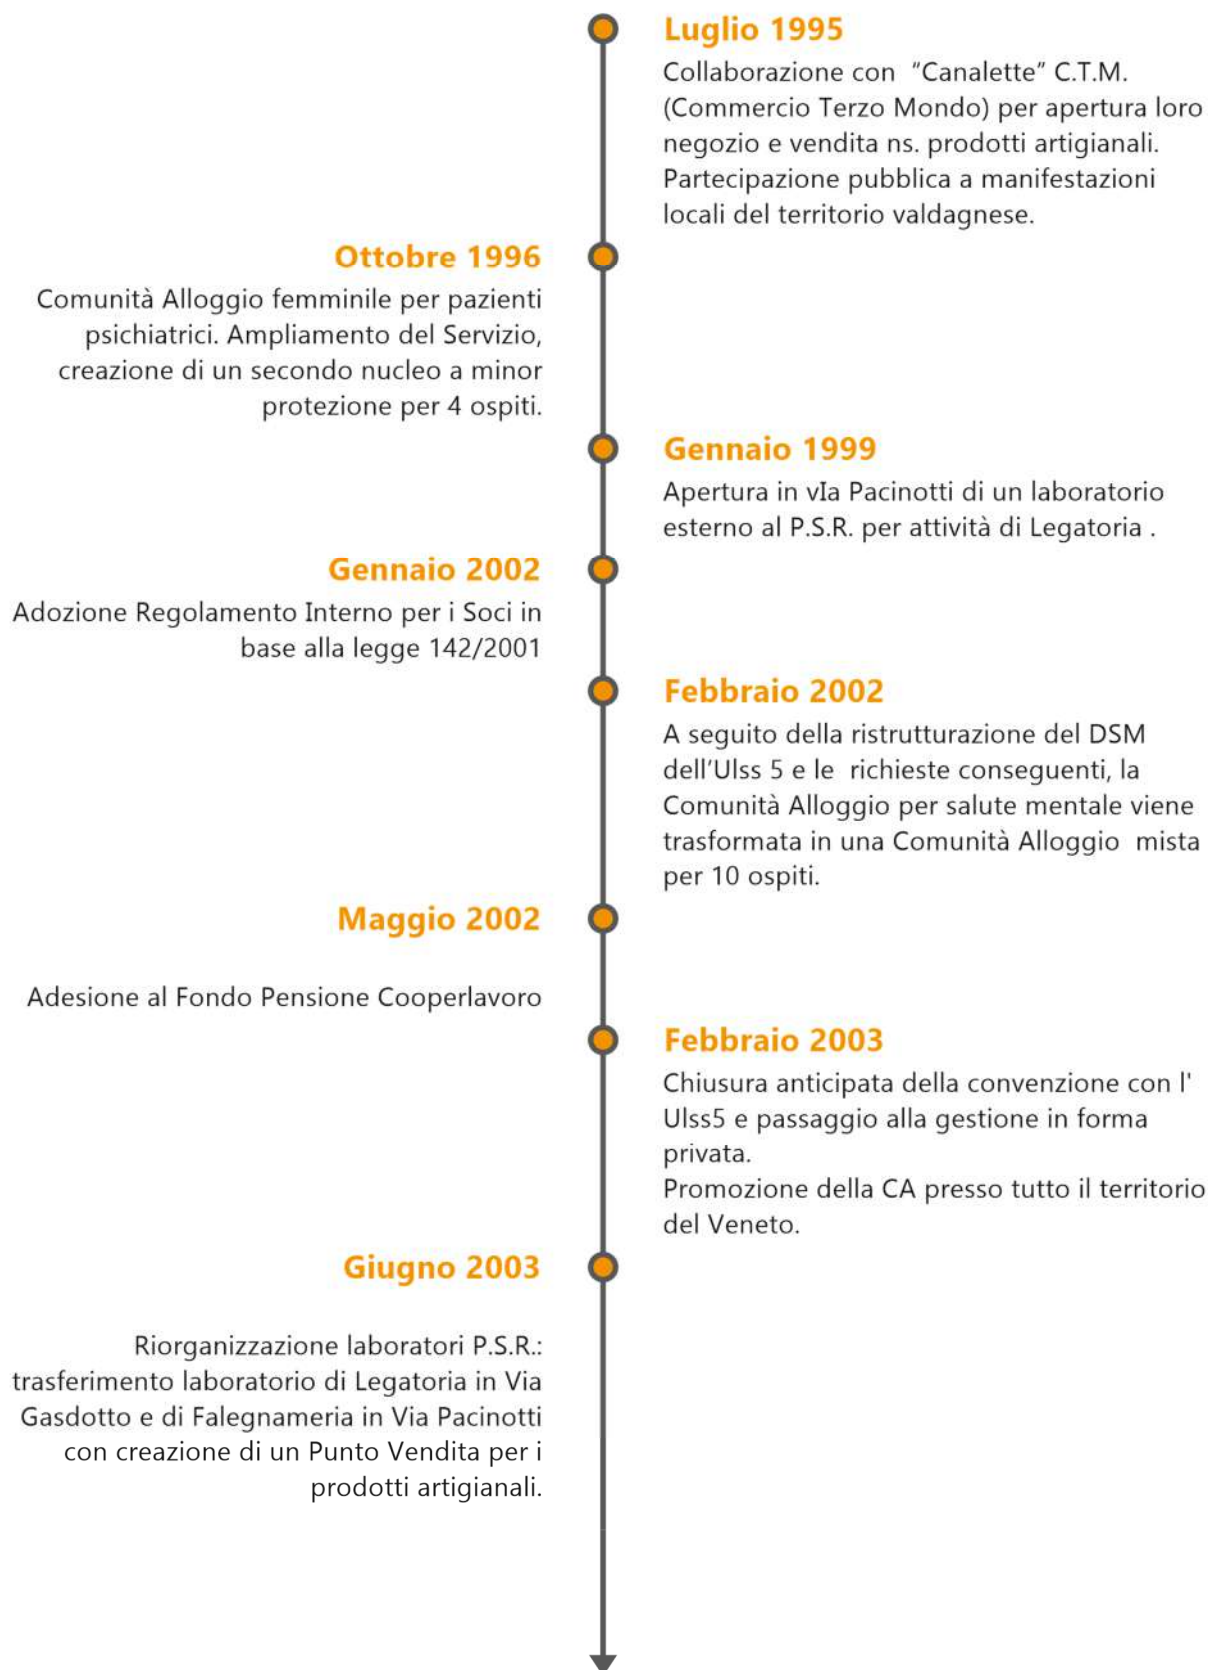 Luglio 1995
Collaborazione con “Canalette” C.T.M.
(Commercio Terzo Mondo) per apertura loro
negozio e vendita ns. prodotti artigianali.
Partecipazione pubblica a manifestazioni
locali del territorio valdagnese.
Ottobre 1996
Comunità Alloggio femminile per pazienti
psichiatrici. Ampliamento del Servizio,
creazione di un secondo nucleo a minor
protezione per 4 ospiti.
Gennaio 1999
Apertura in vIa Pacinotti di un laboratorio
esterno al P.S.R. per attività di Legatoria .
Gennaio 2002
Adozione Regolamento Interno per i Soci in
base alla legge 142/2001
Febbraio 2002
A seguito della ristrutturazione del DSM
dell’Ulss 5 e le richieste conseguenti, la
Comunità Alloggio per salute mentale viene
trasformata in una Comunità Alloggio mista
per 10 ospiti.
Maggio 2002
Adesione al Fondo Pensione Cooperlavoro
Febbraio 2003
Chiusura anticipata della convenzione con l'
Ulss5 e passaggio alla gestione in forma
privata.
Promozione della CA presso tutto il territorio
del Veneto.
Giugno 2003
Riorganizzazione laboratori P.S.R.:
trasferimento laboratorio di Legatoria in Via
Gasdotto e di Falegnameria in Via Pacinotti
con creazione di un Punto Vendita per i
prodotti artigianali.